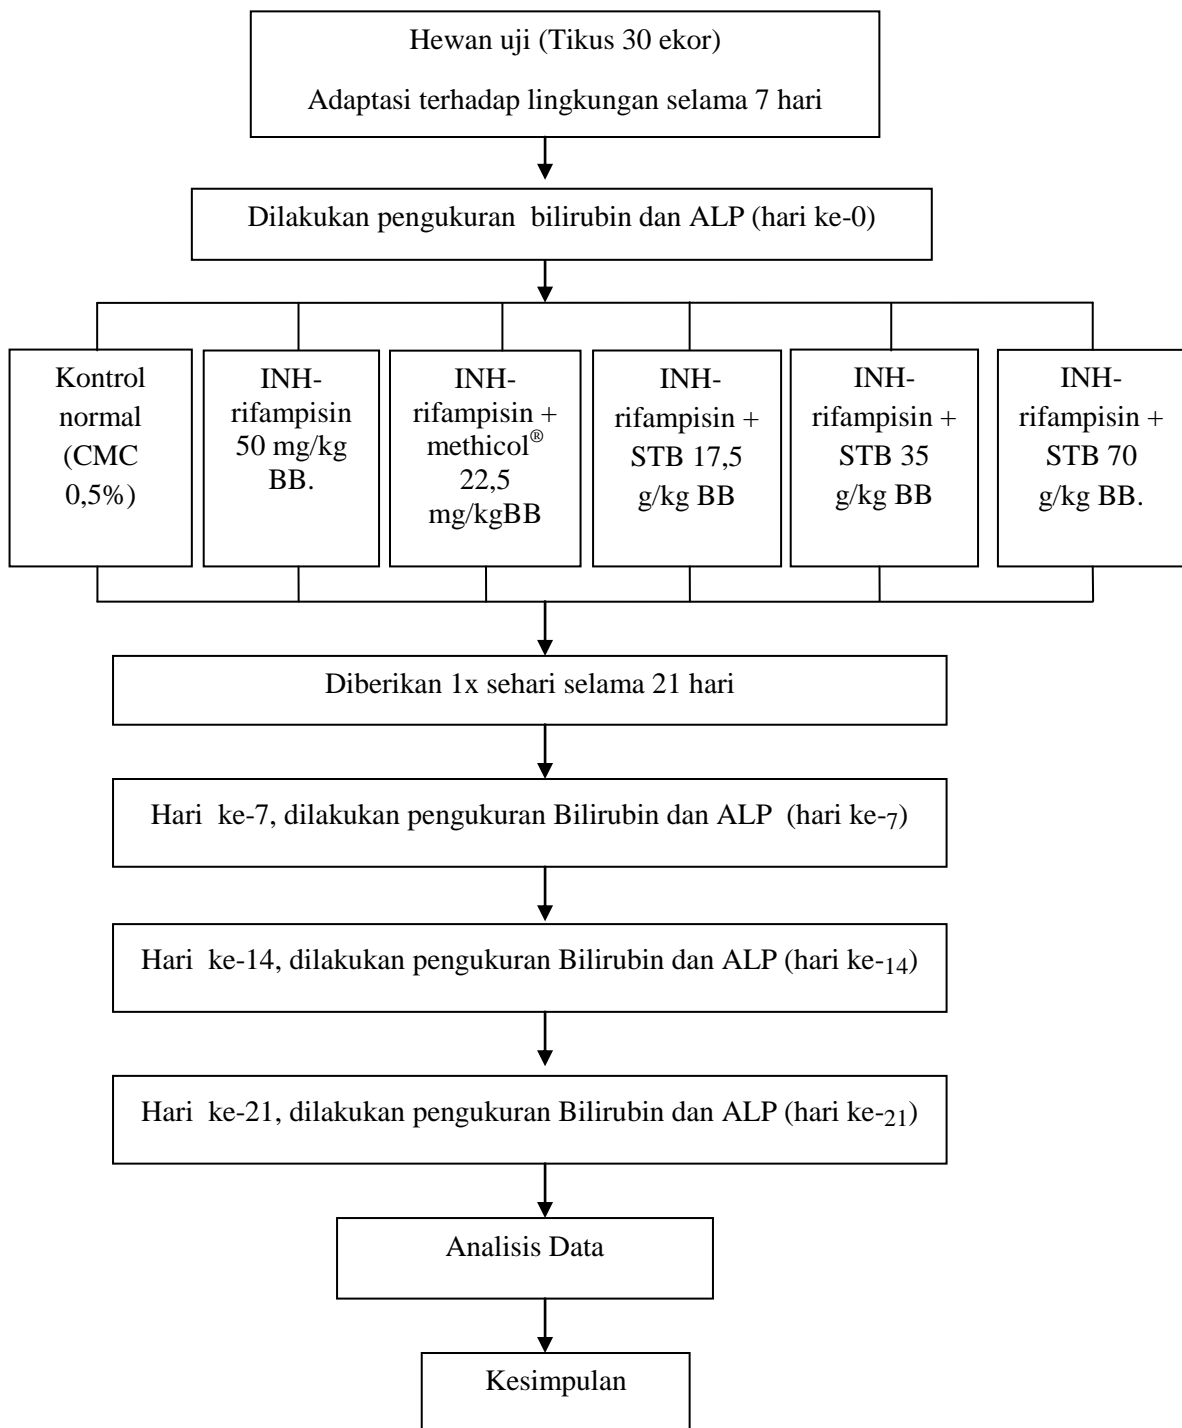 Hewan uji (Tikus 30 ekor)
Adaptasi terhadap lingkungan selama 7 hari
Dilakukan pengukuran bilirubin dan ALP (hari ke-0)
Kontrol
normal
(CMC
0,5%)
INH-
rifampisin
50 mg/kg
BB.
INH-
rifampisin +
methicol®
22,5
mg/kgBB
INH-
rifampisin +
STB 17,5
g/kg BB
INH-
rifampisin +
STB 35
g/kg BB
INH-
rifampisin +
STB 70
g/kg BB.
Diberikan 1x sehari selama 21 hari
Hari ke-7, dilakukan pengukuran Bilirubin dan ALP (hari ke-7)
Hari ke-14, dilakukan pengukuran Bilirubin dan ALP (hari ke-14)
Hari ke-21, dilakukan pengukuran Bilirubin dan ALP (hari ke-21)
Analisis Data
Kesimpulan